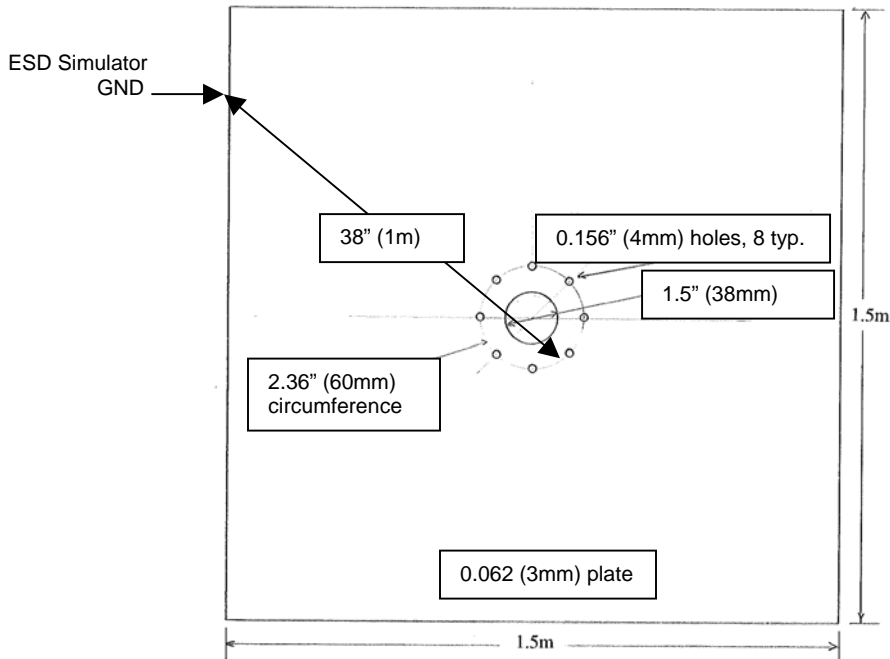 ESD Simulator
GND
38” (1m)
0.156” (4mm) holes, 8 typ.
1.5” (38mm)
1.5m
2.36” (60mm)
circumference
0.062 (3mm) plate
1.5m